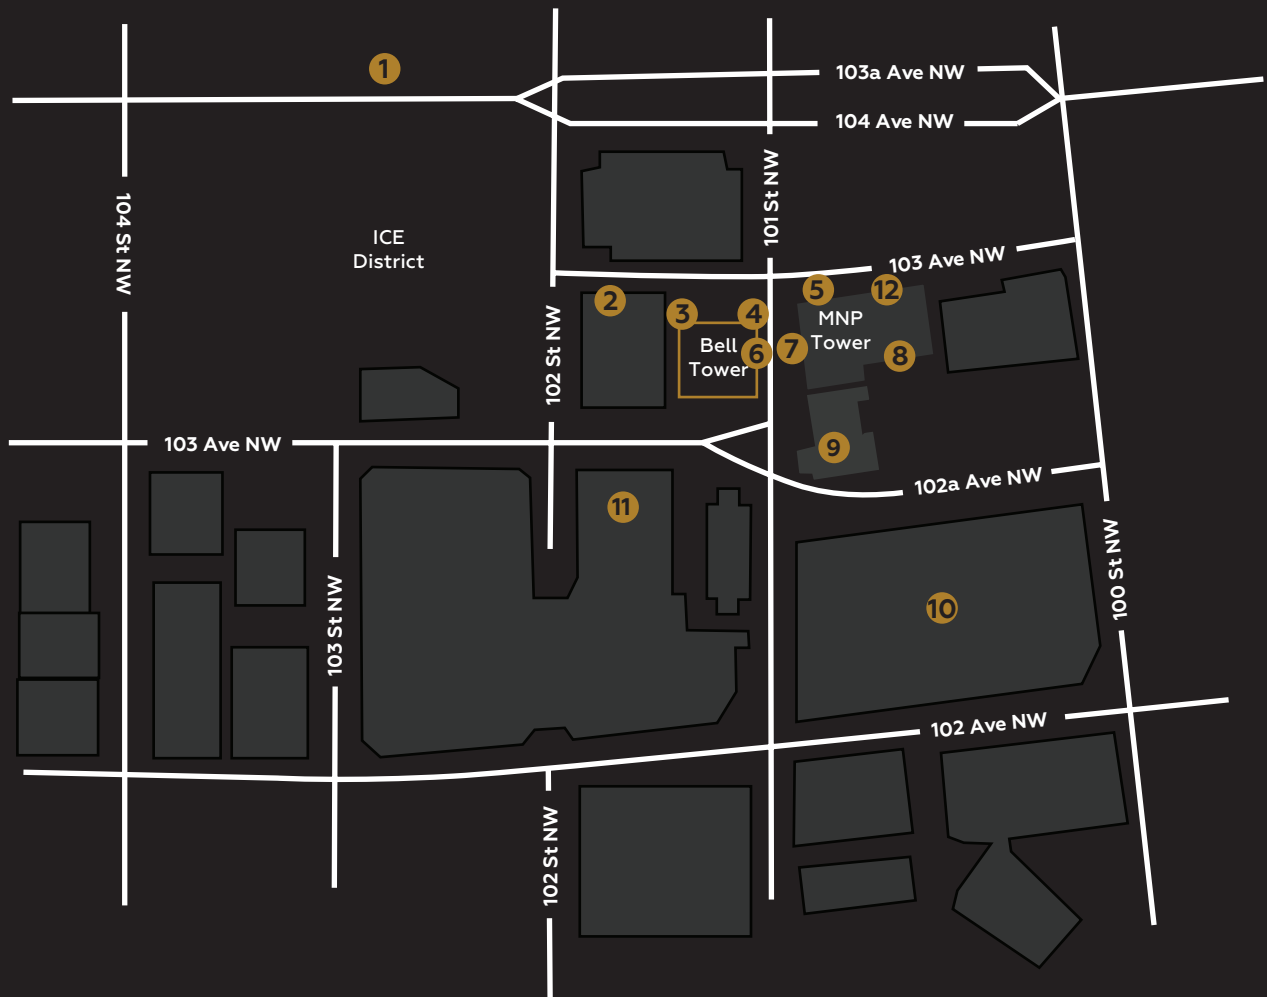 1
103a Ave NW
104 Ave NW
104 St NW
ICE
District
101 St NW
103 Ave NW
2
3
4
5
12
102 St NW
Bell
Tower
6
7
MNP
Tower
8
103 Ave NW
9
102a Ave NW
11
103 St NW
10
100 St NW
102 Ave NW
102 St NW